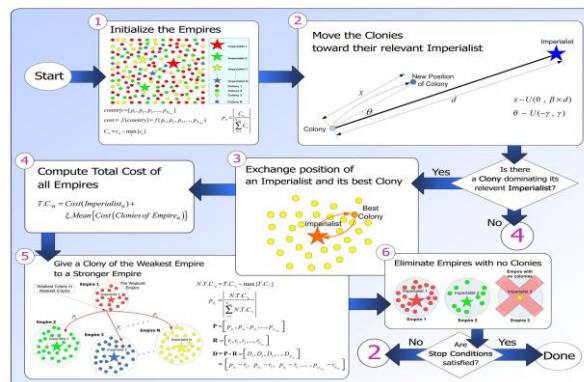 1
Initialize the Empires
Start
Imperialist 1
Imperialist 2
Imperialist 3
Imperialist N
Colony 1
Colony 2
Colony 3
Colony N
2
Move the Clonies
toward their relevant Imperialist
Imperialist
New Position
of Colony
x
d
θ
Colony
x ~ U(0 , β × d)
θ ~ U(-γ, γ)
Is there
a Clony dominating its
relevent Imperialist?
Yes
No
4
3
Exchange position of
an Imperialist and its best Clony
Best
Colony
Imperialist
4
Compute Total Cost of
all Empires
T.C.ₙ = Cost(Imperialistₙ) +
ξ.Mean{Cost(Clonies of Empireₙ)}
5
Give a Clony of the Weakest Empire
to a Stronger Empire
Weakest Colony in
Weakest Empire
Empire 1
The Weakest
Empire
Empire 2
Empire 3
Empire N
6
Eliminate Empires with no Clonies
Empire with
no colonies
Empire 1
Empire 2
Empire 3
Are
Stop Conditions
satisfied?
No
2
Yes
Done